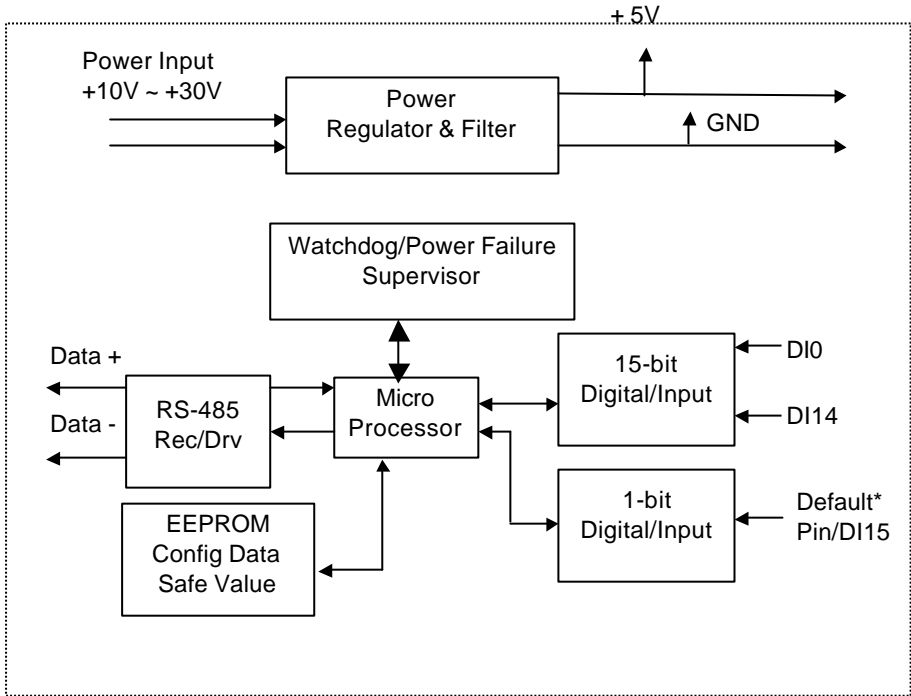 + 5V
Power Input
+10V ~ +30V
Power
Regulator & Filter
GND
Watchdog/Power Failure
Supervisor
Data +
Data -
RS-485
Rec/Drv
Micro
Processor
15-bit
Digital/Input
DI0
DI14
EEPROM
Config Data
Safe Value
1-bit
Digital/Input
Default*
Pin/DI15